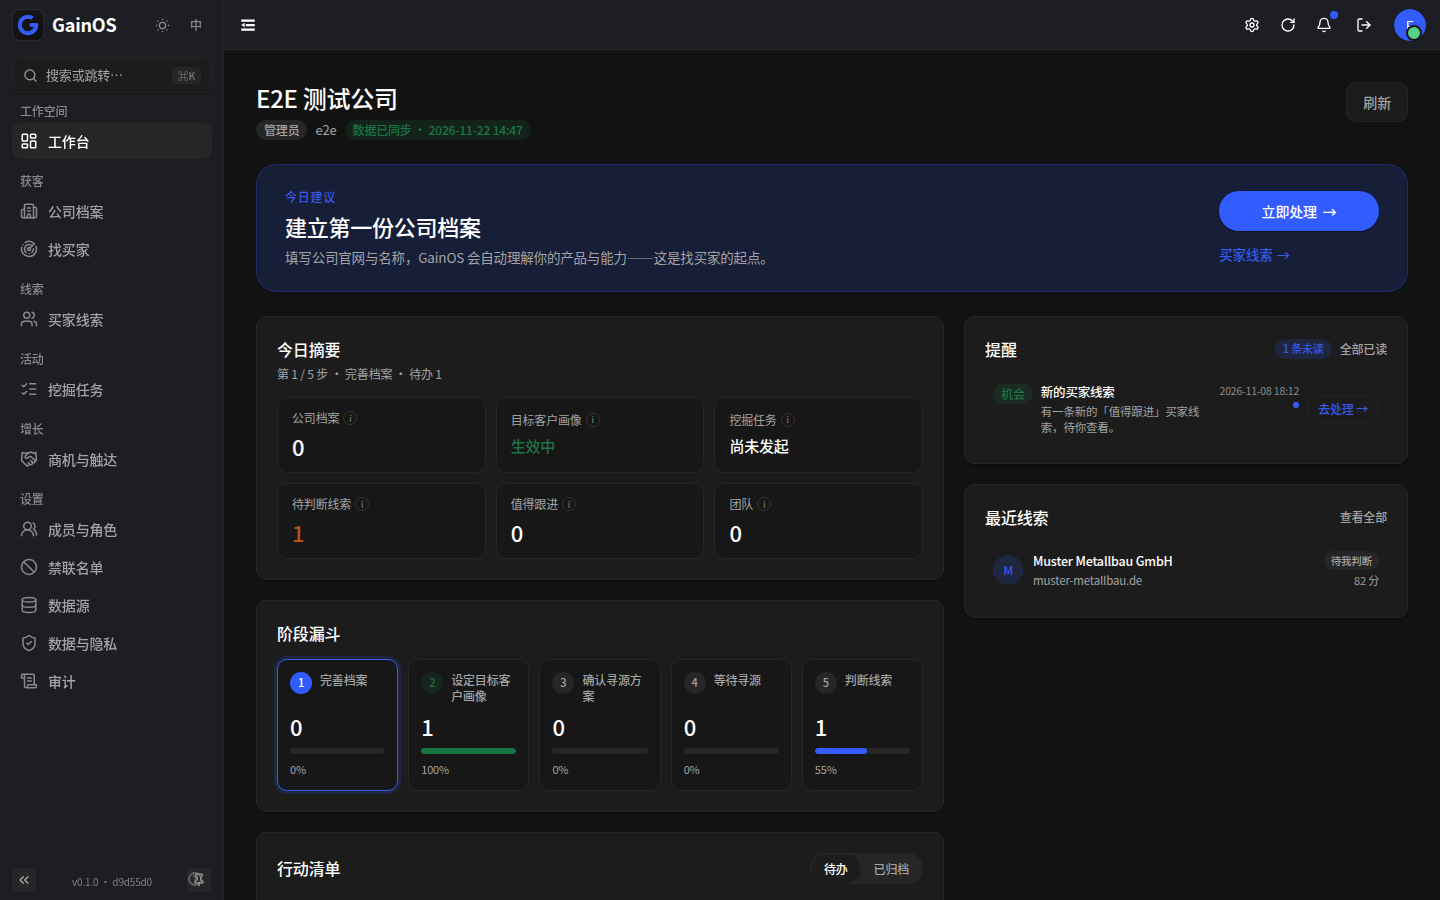 GainOS
中
搜索或跳转…
⌘K
工作空间
工作台
获客
公司档案
找买家
线索
买家线索
活动
挖掘任务
增长
商机与触达
设置
成员与角色
禁联名单
数据源
数据与隐私
审计
v0.1.0 · d9d55d0
E2E 测试公司
管理员
e2e
数据已同步 · 2026-11-22 14:47
刷新
今日建议
建立第一份公司档案
填写公司官网与名称，GainOS 会自动理解你的产品与能力——这是找买家的起点。
立即处理 →
买家线索 →
今日摘要
第 1 / 5 步 · 完善档案 · 待办 1
公司档案
0
目标客户画像
生效中
挖掘任务
尚未发起
待判断线索
1
值得跟进
0
团队
0
阶段漏斗
1
完善档案
0
0%
2
设定目标客
户画像
1
100%
3
确认寻源方
案
0
0%
4
等待寻源
0
0%
5
判断线索
1
55%
行动清单
待办
已归档
提醒
1 条未读
全部已读
机会
新的买家线索
有一条新的「值得跟进」买家线
索，待你查看。
2026-11-08 18:12
去处理 →
最近线索
查看全部
M
Muster Metallbau GmbH
muster-metallbau.de
待我判断
82 分